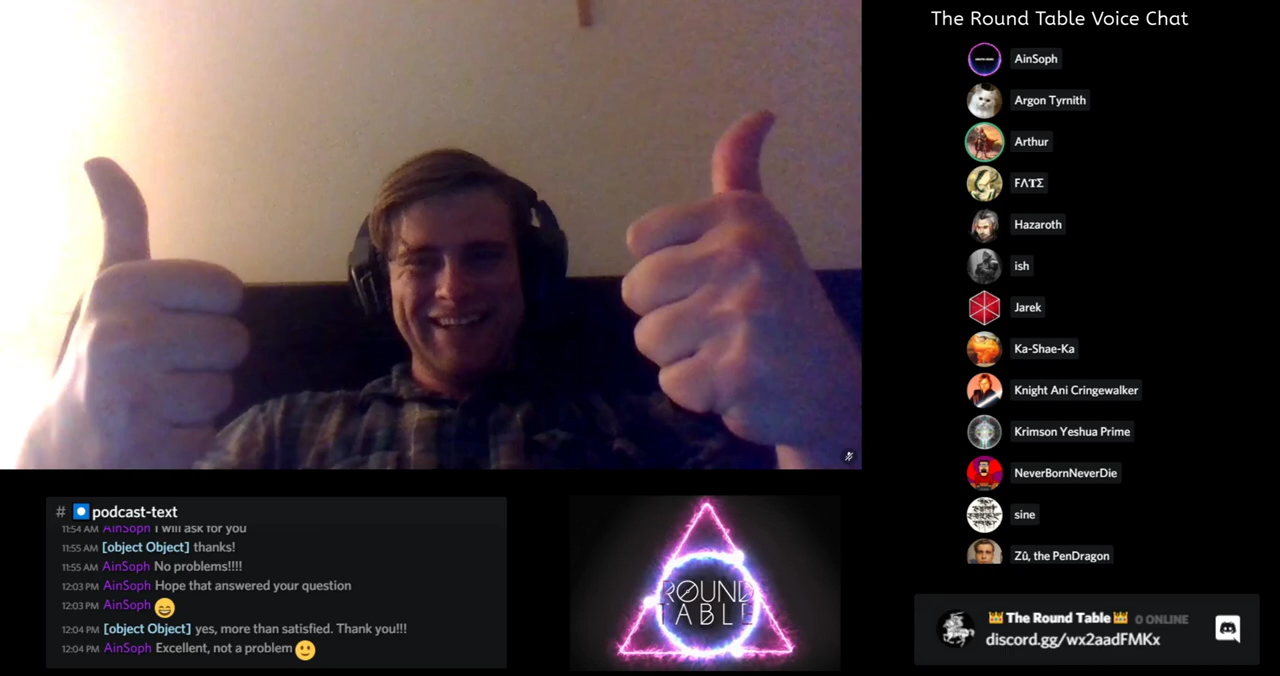 The Round Table Voice Chat
AinSoph
Argon Tyrnith
Arthur
FΛTΣ
Hazaroth
ish
Jarek
Ka-Shae-Ka
Knight Ani Cringewalker
Krimson Yeshua Prime
NeverBornNeverDie
sine
Zû, the PenDragon
# podcast-text
11:54 AM AinSoph I will ask for you
11:55 AM [object Object] thanks!
11:55 AM AinSoph No problems!!!!
12:03 PM AinSoph Hope that answered your question
12:03 PM AinSoph 😄
12:04 PM [object Object] yes, more than satisfied. Thank you!!!
12:04 PM AinSoph Excellent, not a problem 🙂
ROUND
TABLE
👑 The Round Table 👑 0 ONLINE
discord.gg/wx2aadFMKx